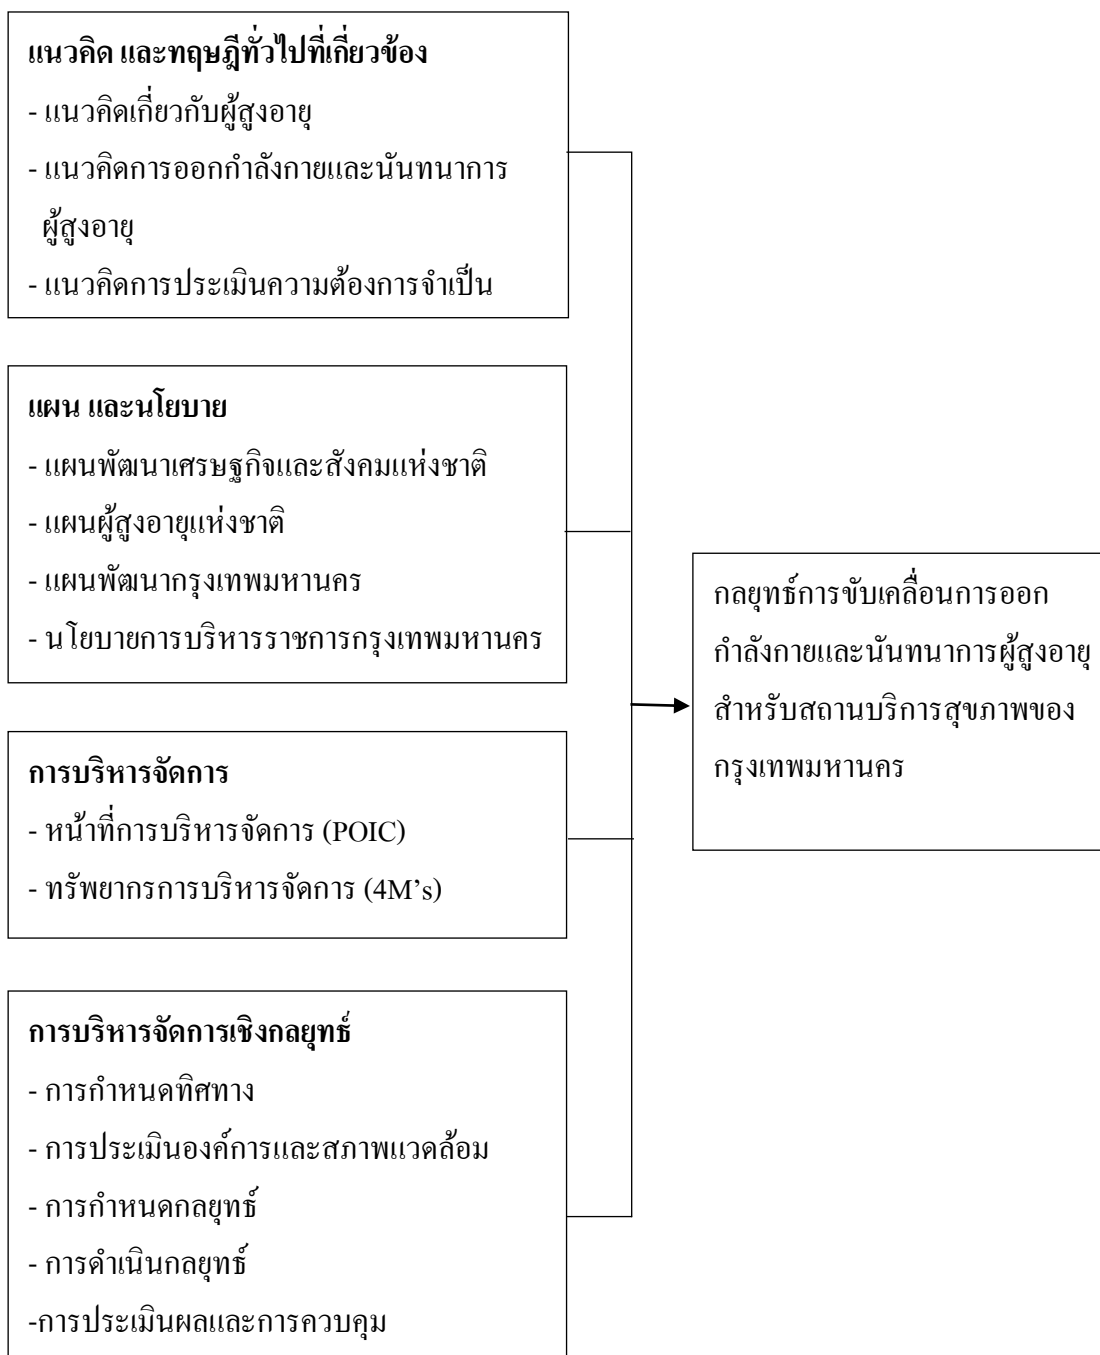 แนวคิด และทฤษฎีทั่วไปที่เกี่ยวข้อง
- แนวคิดเกี่ยวกับผู้สูงอายุ
- แนวคิดการออกกำลังกายและนันทนาการ
ผู้สูงอายุ
- แนวคิดการประเมินความต้องการจำเป็น
แผน และนโยบาย
- แผนพัฒนาเศรษฐกิจและสังคมแห่งชาติ
- แผนผู้สูงอายุแห่งชาติ
- แผนพัฒนากรุงเทพมหานคร
- นโยบายการบริหารราชการกรุงเทพมหานคร
การบริหารจัดการ
- หน้าที่การบริหารจัดการ (POIC)
- ทรัพยากรการบริหารจัดการ (4M’s)
การบริหารจัดการเชิงกลยุทธ์
- การกำหนดทิศทาง
- การประเมินองค์การและสภาพแวดล้อม
- การกำหนดกลยุทธ์
- การดำเนินกลยุทธ์
-การประเมินผลและการควบคุม
กลยุทธ์การขับเคลื่อนการออก
กำลังกายและนันทนาการผู้สูงอายุ
สำหรับสถานบริการสุขภาพของ
กรุงเทพมหานคร